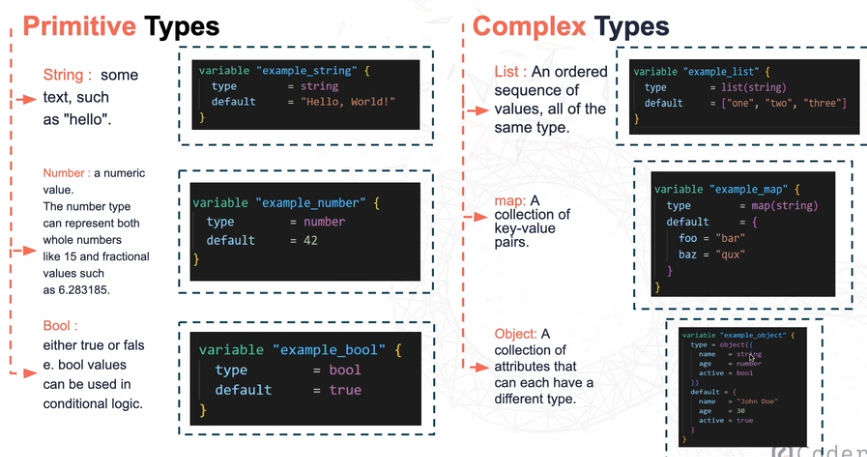 Primitive Types
String : some
text, such
as "hello".
variable "example_string" {
type = string
default = "Hello, World!"
}
Number : a numeric
value.
The number type
can represent both
whole numbers
like 15 and fractional
values such
as 6.283185.
variable "example_number" {
type = number
default = 42
}
Bool :
either true or fals
e. bool values
can be used in
conditional logic.
variable "example_bool" {
type = bool
default = true
}
Complex Types
List : An ordered
sequence of
values, all of the
same type.
variable "example_list" {
type = list(string)
default = ["one", "two", "three"]
}
map: A
collection of
key-value
pairs.
variable "example_map" {
type = map(string)
default = {
foo = "bar"
baz = "qux"
}
}
Object: A
collection of
attributes that
can each have a
different type.
variable "example_object" {
type = object({
name = string
age = number
active = bool
})
default = {
name = "John Doe"
age = 30
active = true
}
}